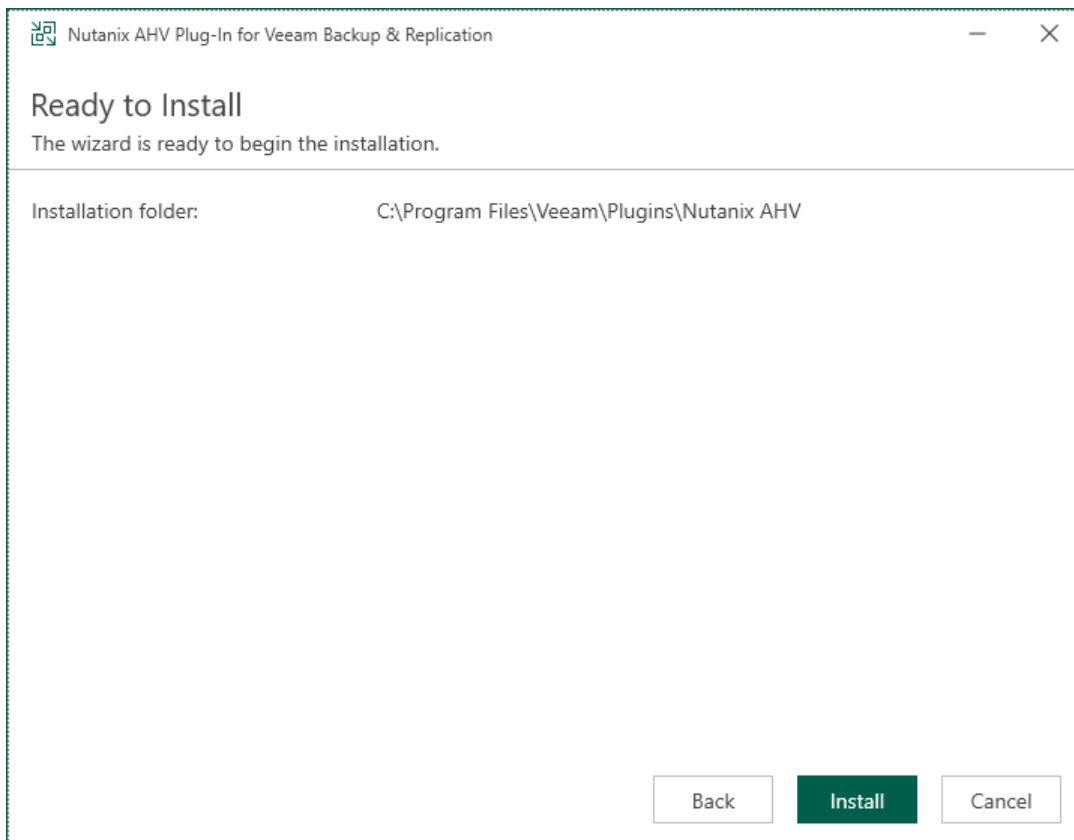 Nutanix AHV Plug-In for Veeam Backup & Replication
Ready to Install
The wizard is ready to begin the installation.
Installation folder: C:\Program Files\Veeam\Plugins\Nutanix AHV
Back Install Cancel